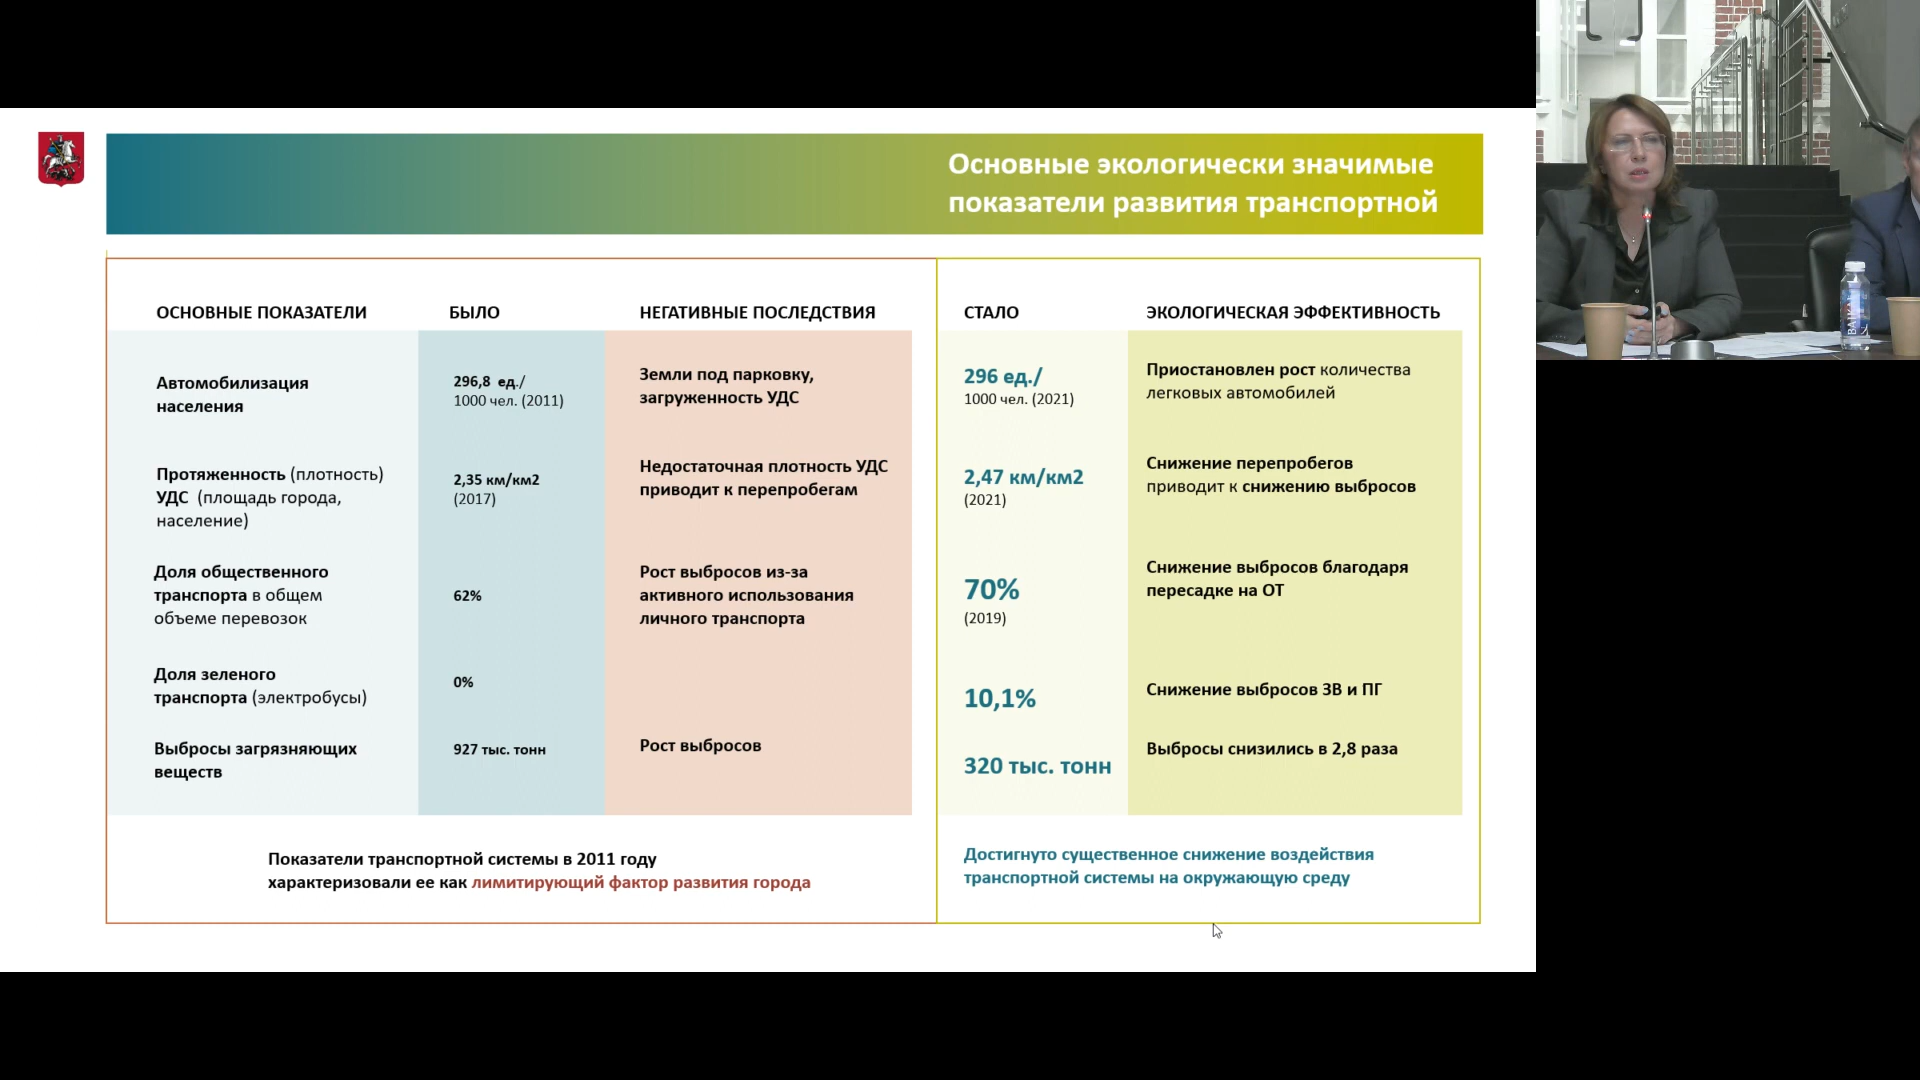 Основные экологически значимые
показатели развития транспортной
ОСНОВНЫЕ ПОКАЗАТЕЛИ
БЫЛО
НЕГАТИВНЫЕ ПОСЛЕДСТВИЯ
СТАЛО
ЭКОЛОГИЧЕСКАЯ ЭФФЕКТИВНОСТЬ
Автомобилизация
населения
296,8 ед./
1000 чел. (2011)
Земли под парковку,
загруженность УДС
296 ед./
1000 чел. (2021)
Приостановлен рост количества
легковых автомобилей
Протяженность (плотность)
УДС (площадь города,
население)
2,35 км/км2
(2017)
Недостаточная плотность УДС
приводит к перепробегам
2,47 км/км2
(2021)
Снижение перепробегов
приводит к снижению выбросов
Доля общественного
транспорта в общем
объеме перевозок
62%
Рост выбросов из-за
активного использования
личного транспорта
70%
(2019)
Снижение выбросов благодаря
пересадке на ОТ
Доля зеленого
транспорта (электробусы)
0%
10,1%
Снижение выбросов ЗВ и ПГ
Выбросы загрязняющих
веществ
927 тыс. тонн
Рост выбросов
320 тыс. тонн
Выбросы снизились в 2,8 раза
Показатели транспортной системы в 2011 году
характеризовали ее как лимитирующий фактор развития города
Достигнуто существенное снижение воздействия
транспортной системы на окружающую среду